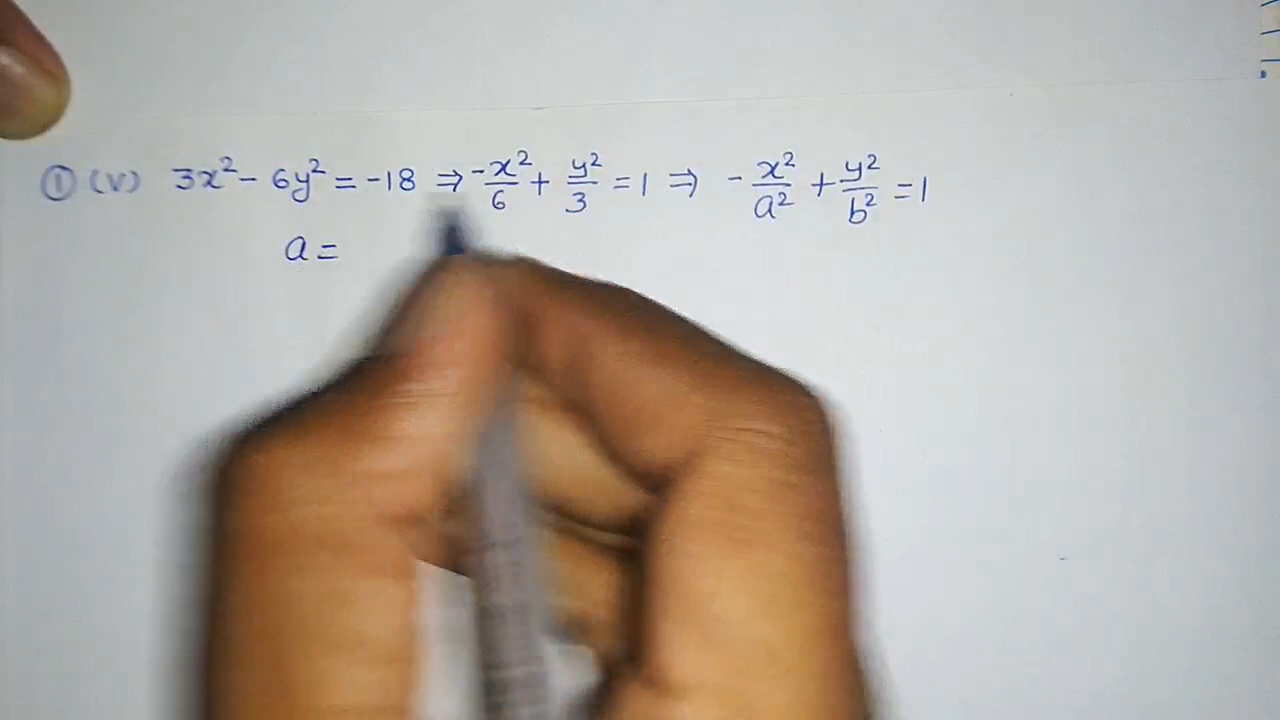 ① (V) 3x² - 6y² = -18 ⇒ -x²/6 + y²/3 = 1 ⇒ - x²/a² + y²/b² = 1
a =